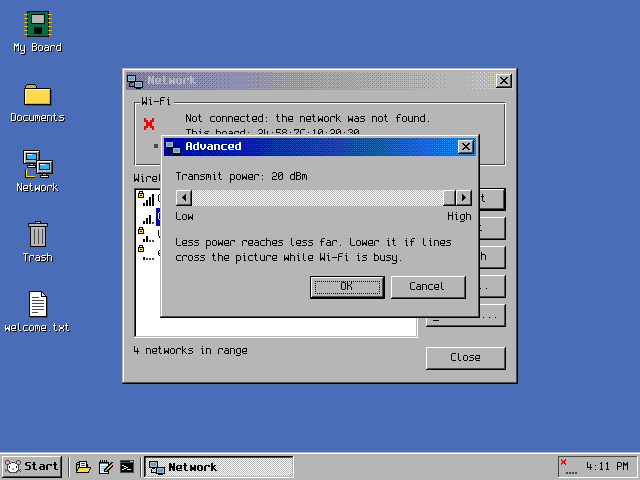 My Board
Documents
Network
Trash
welcome.txt
Network
Wi-Fi
Not connected: the network was not found.
This board: 24:58:7C:10:20:30
Advanced
Transmit power: 20 dBm
Low
High
Less power reaches less far. Lower it if lines
cross the picture while Wi-Fi is busy.
OK
Cancel
4 networks in range
Close
Start
Network
4:11 PM